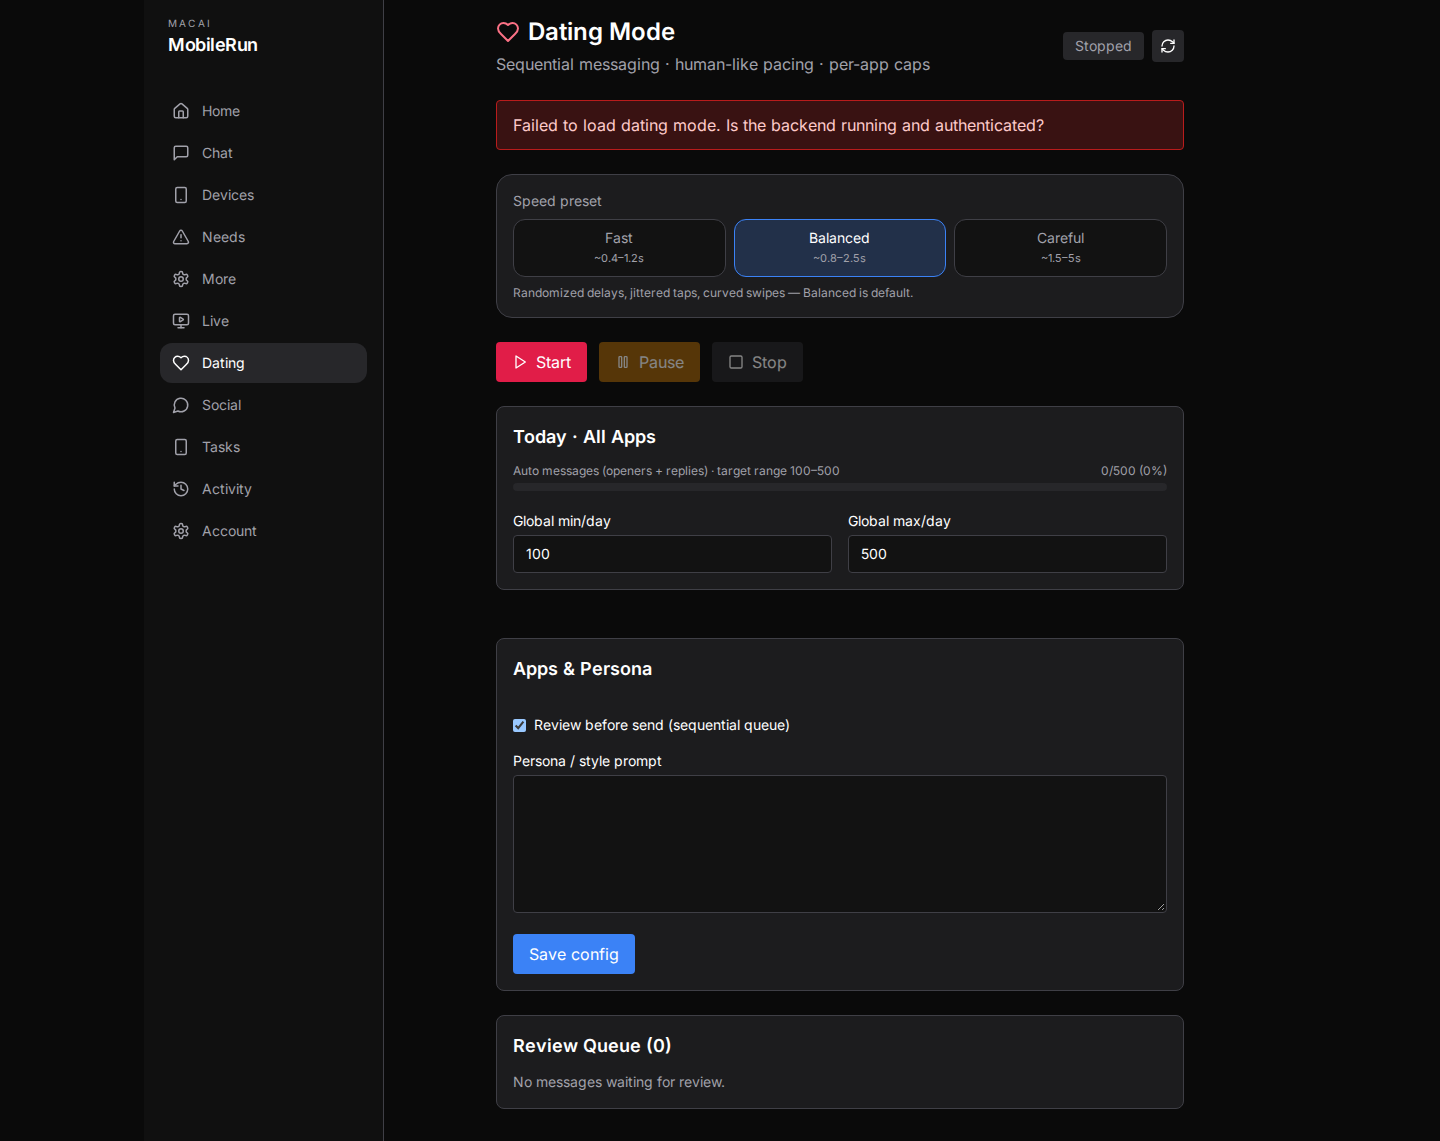 MACAI
MobileRun
Home
Chat
Devices
Needs
More
Live
Dating
Social
Tasks
Activity
Account
Dating Mode
Sequential messaging · human-like pacing · per-app caps
Stopped
Failed to load dating mode. Is the backend running and authenticated?
Speed preset
Fast
~0.4–1.2s
Balanced
~0.8–2.5s
Careful
~1.5–5s
Randomized delays, jittered taps, curved swipes — Balanced is default.
Start
Pause
Stop
Today · All Apps
Auto messages (openers + replies) · target range 100–500
0/500 (0%)
Global min/day
Global max/day
100
500
Apps & Persona
Review before send (sequential queue)
Persona / style prompt
Save config
Review Queue (0)
No messages waiting for review.